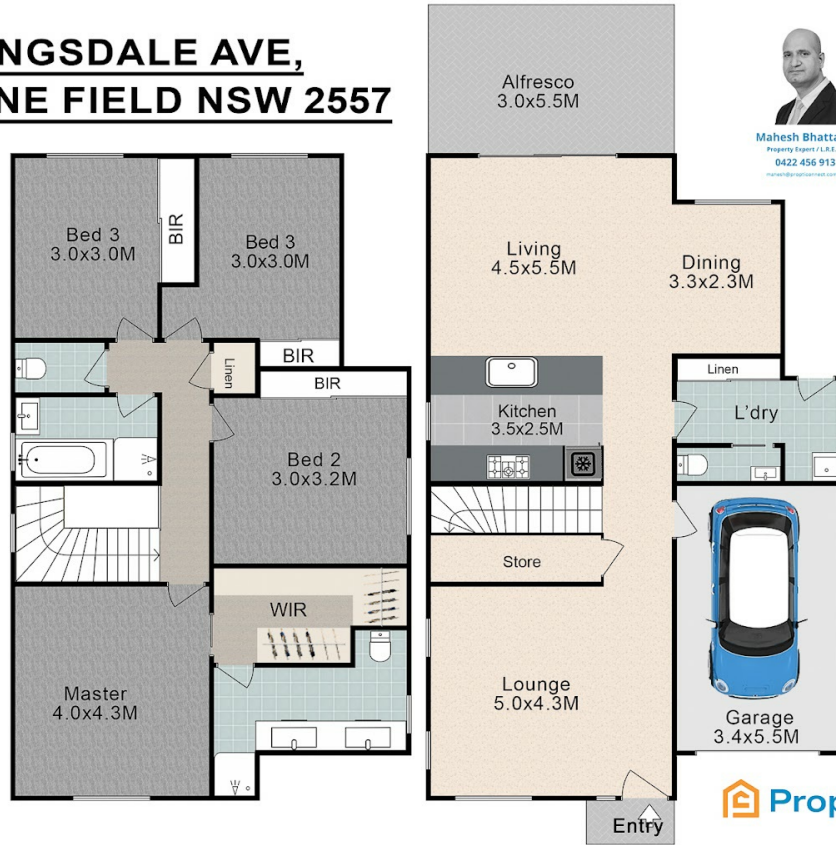 NGSDALE AVE,
NE FIELD NSW 2557
Mahesh Bhatta
Property Expert / L.R.E.
0422 456 913
Alfresco
3.0x5.5M
Bed 3
3.0x3.0M
BIR
Bed 3
3.0x3.0M
BIR
Linen
BIR
Bed 2
3.0x3.2M
WIR
Master
4.0x4.3M
Living
4.5x5.5M
Dining
3.3x2.3M
Kitchen
3.5x2.5M
Linen
L'dry
Store
Lounge
5.0x4.3M
Garage
3.4x5.5M
Entry
Prop